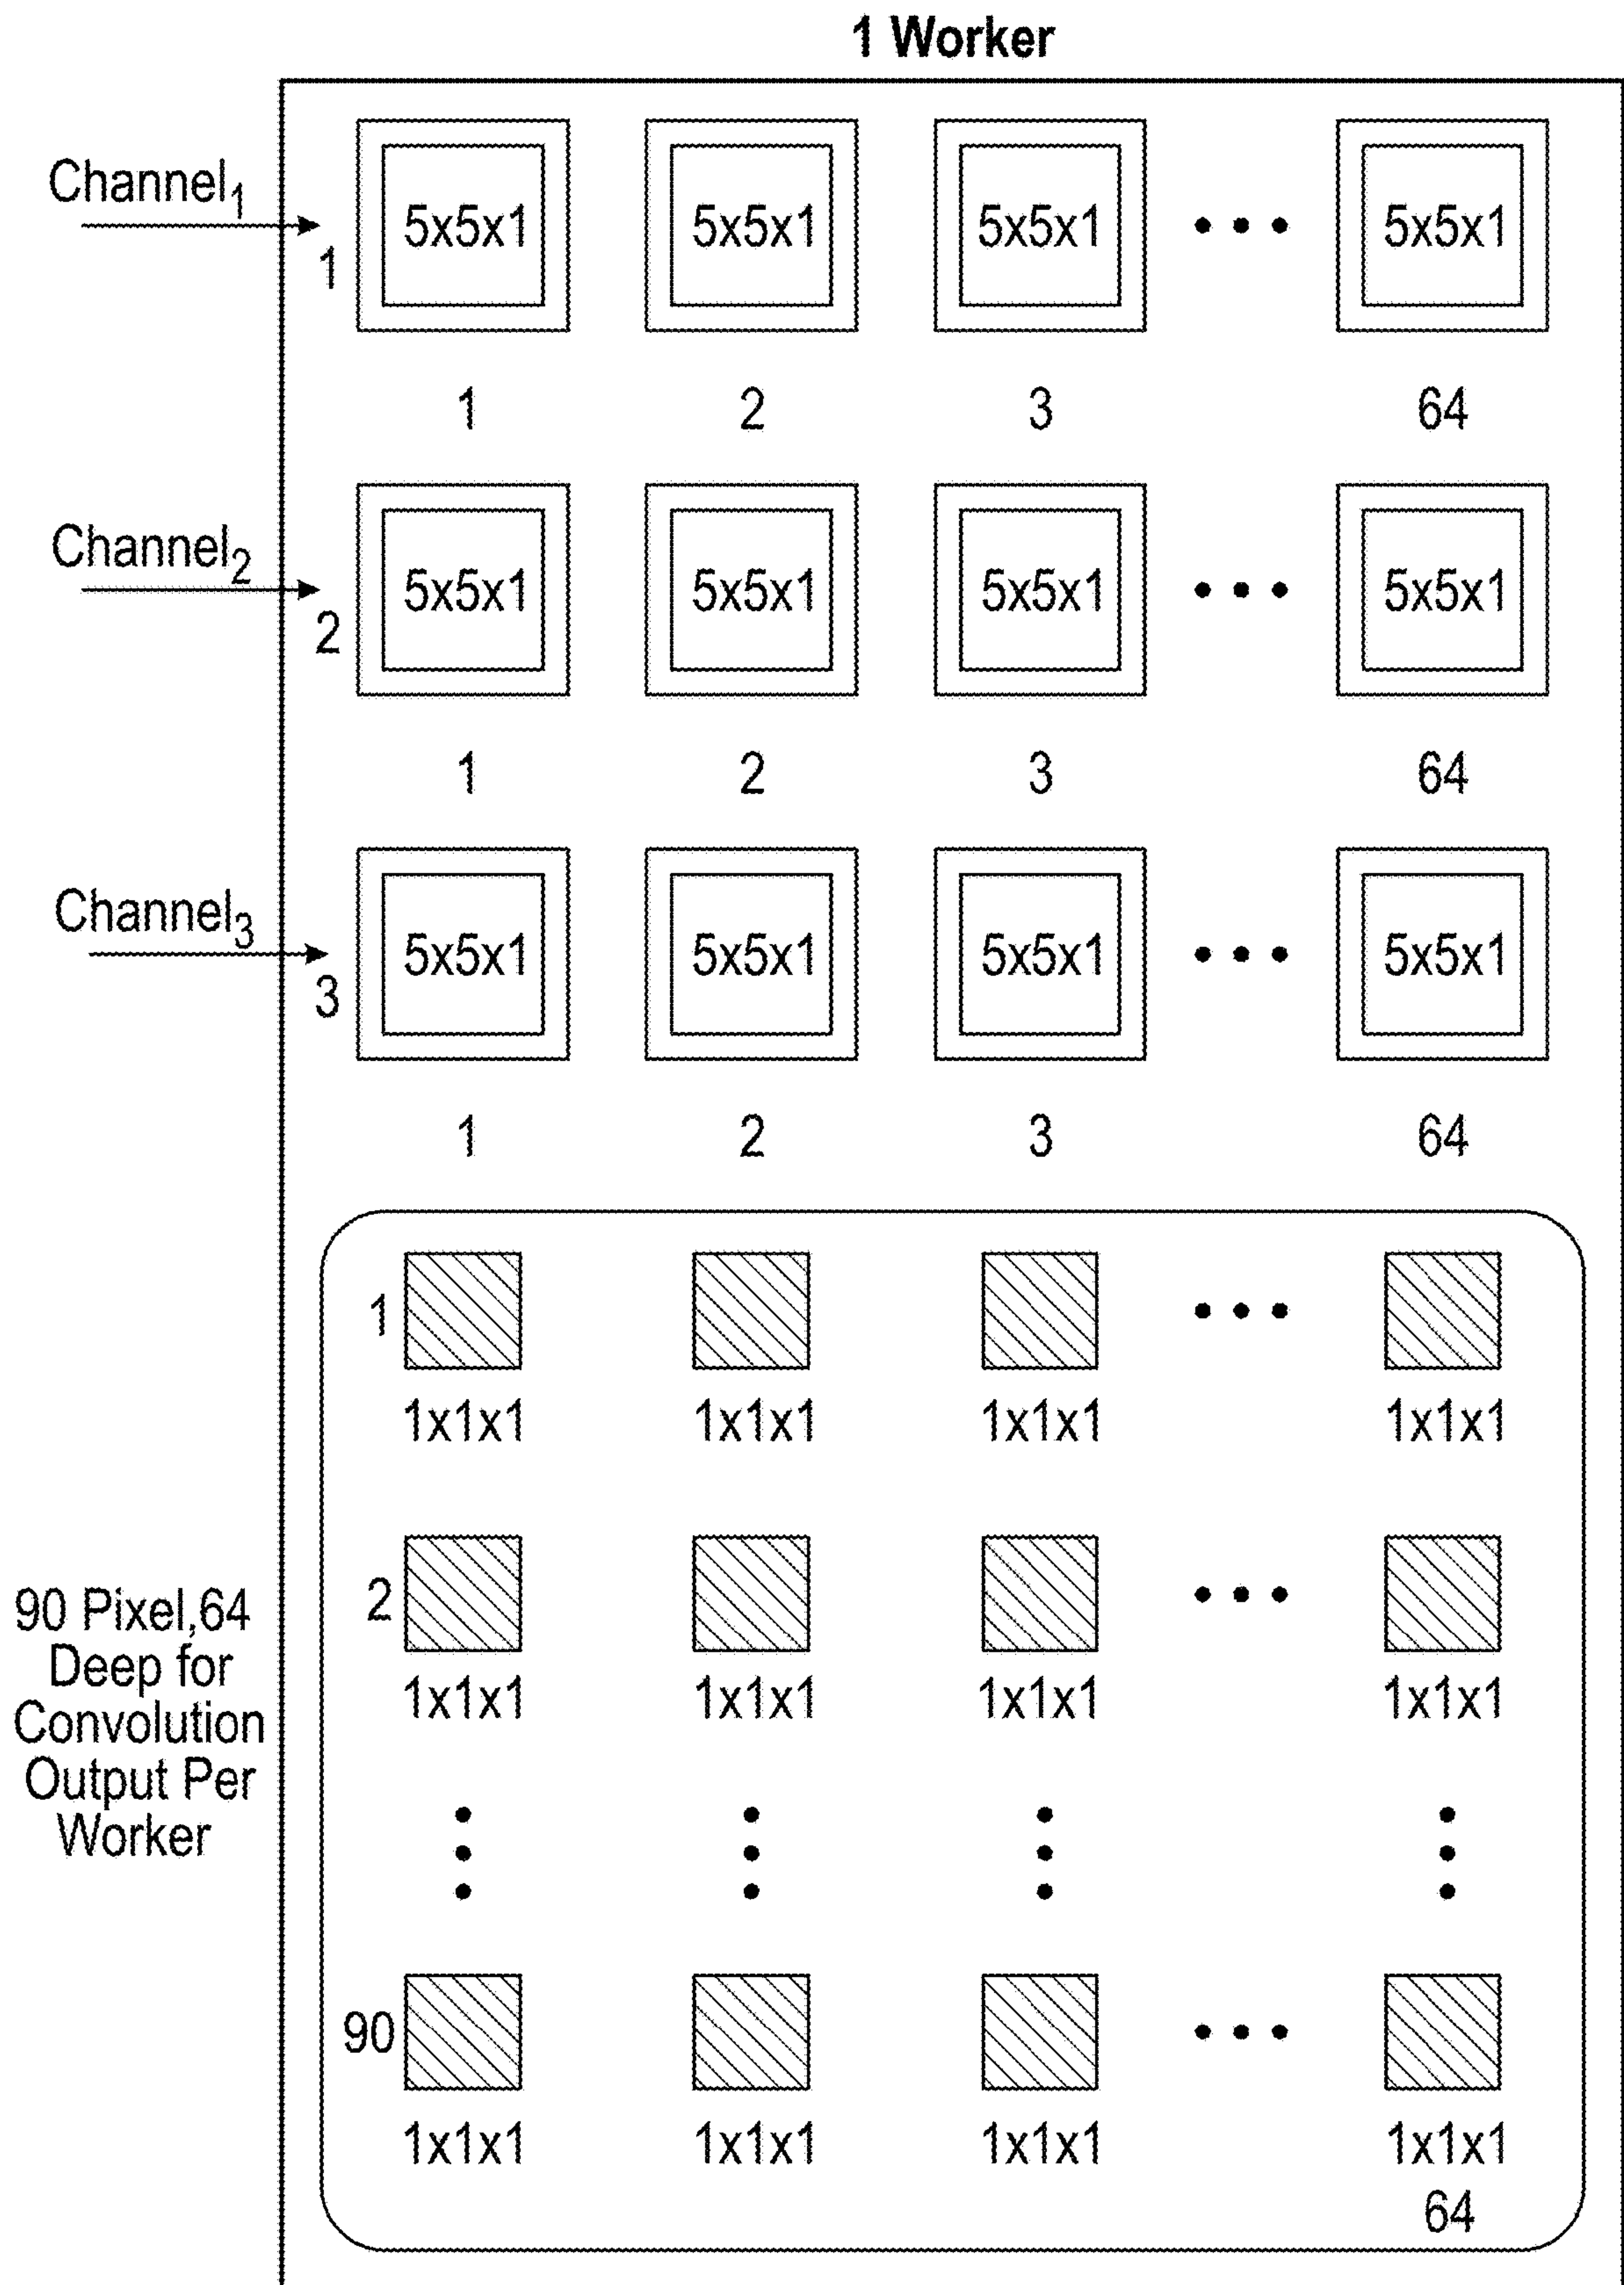 1 Worker
Channel1
1
5x5x1 5x5x1 5x5x1 5x5x1
1 2 3 64
Channel2
2
5x5x1 5x5x1 5x5x1 5x5x1
1 2 3 64
Channel3
3
5x5x1 5x5x1 5x5x1 5x5x1
1 2 3 64
1
1x1x1 1x1x1 1x1x1 1x1x1
2
1x1x1 1x1x1 1x1x1 1x1x1
90 Pixel,64
Deep for
Convolution
Output Per
Worker
90
1x1x1 1x1x1 1x1x1 1x1x1
64